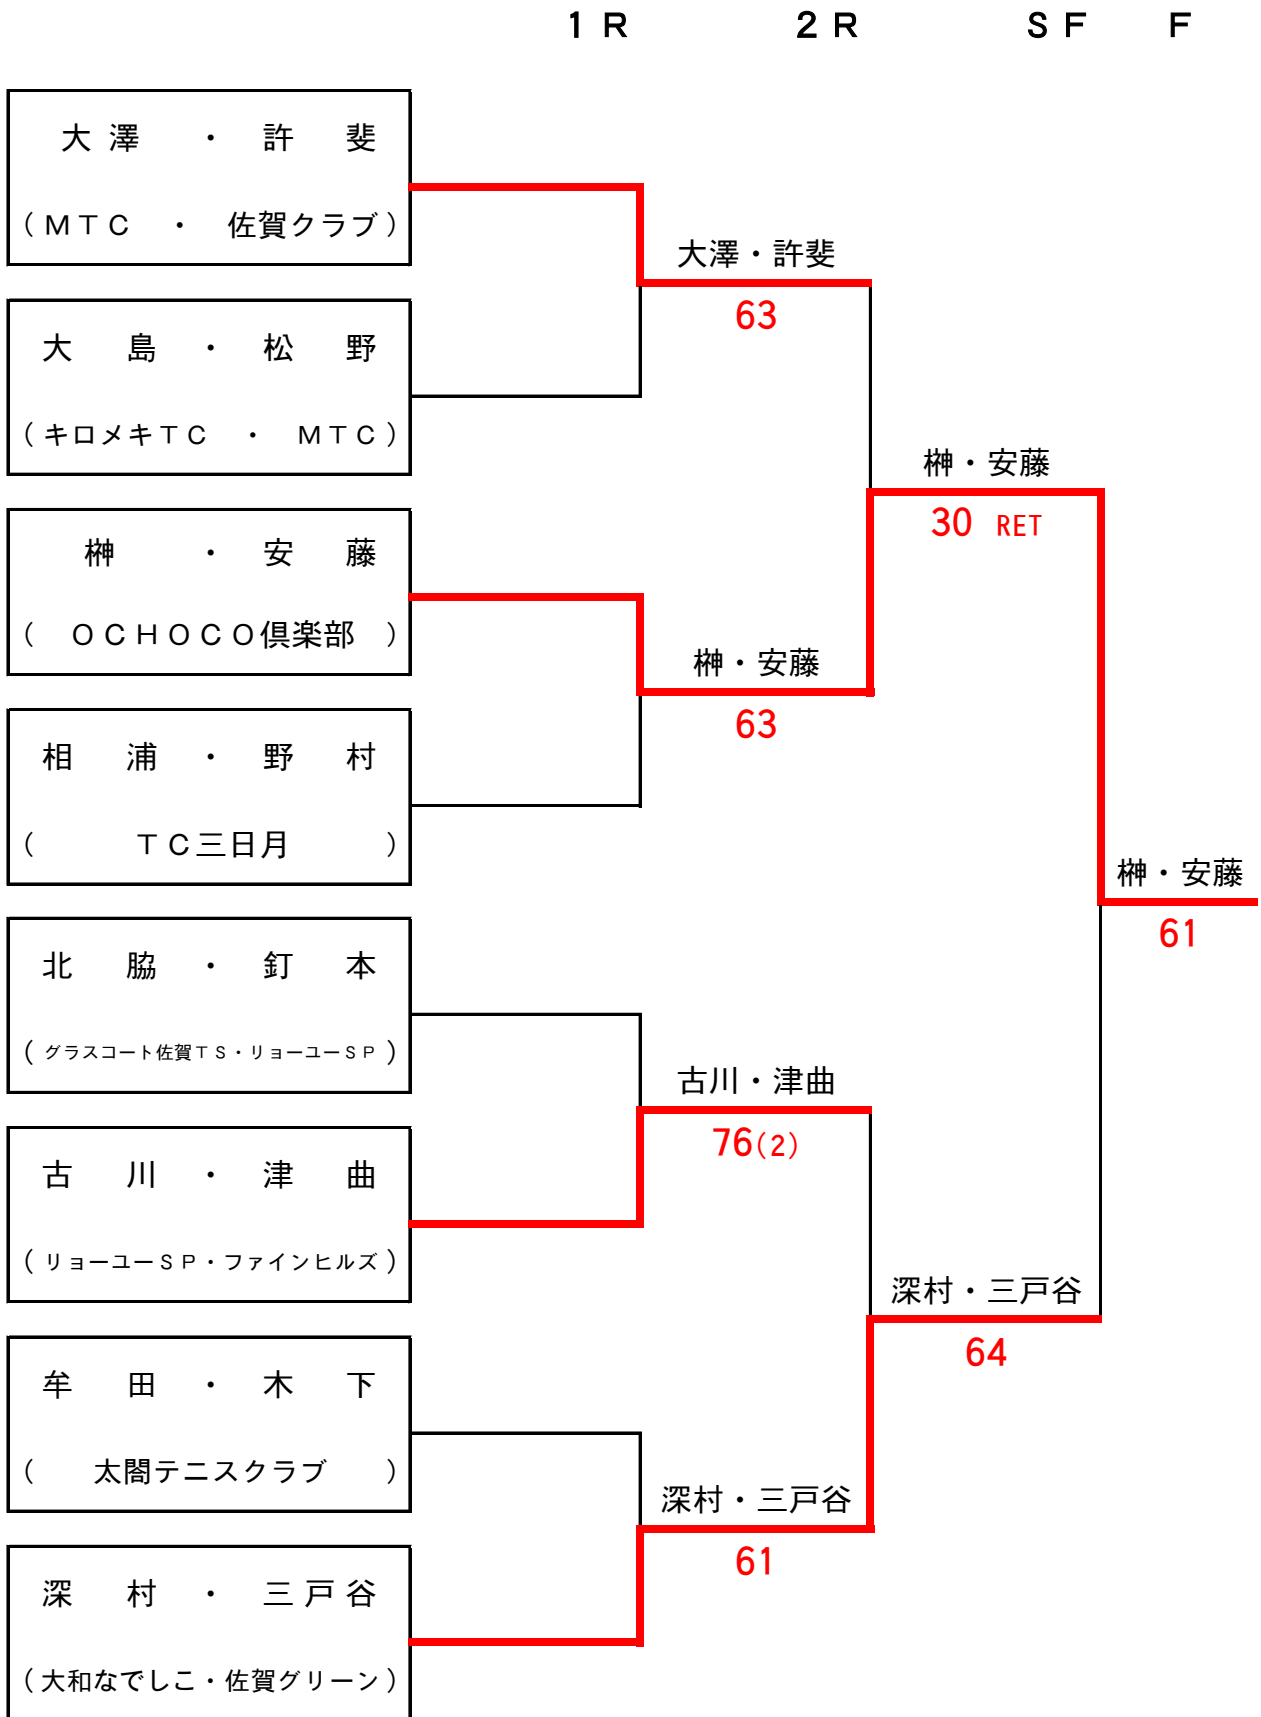 １Ｒ ２Ｒ ＳＦ Ｆ
大澤 ・ 許斐
（ＭＴＣ ・ 佐賀クラブ）
大澤・許斐
63
大島 ・ 松野
（キロメキＴＣ ・ ＭＴＣ）
榊・安藤
30 RET
榊 ・ 安藤
（ ＯＣＨＯＣＯ倶楽部 ）
榊・安藤
63
相浦 ・ 野村
（ ＴＣ三日月 ）
榊・安藤
61
北脇 ・ 釘本
（グラスコート佐賀ＴＳ・リョーユーＳＰ）
古川・津曲
76(2)
古川 ・ 津曲
（リョーユーＳＰ・ファインヒルズ）
深村・三戸谷
64
牟田 ・ 木下
（ 太閤テニスクラブ ）
深村・三戸谷
61
深村 ・ 三戸谷
（大和なでしこ・佐賀グリーン）